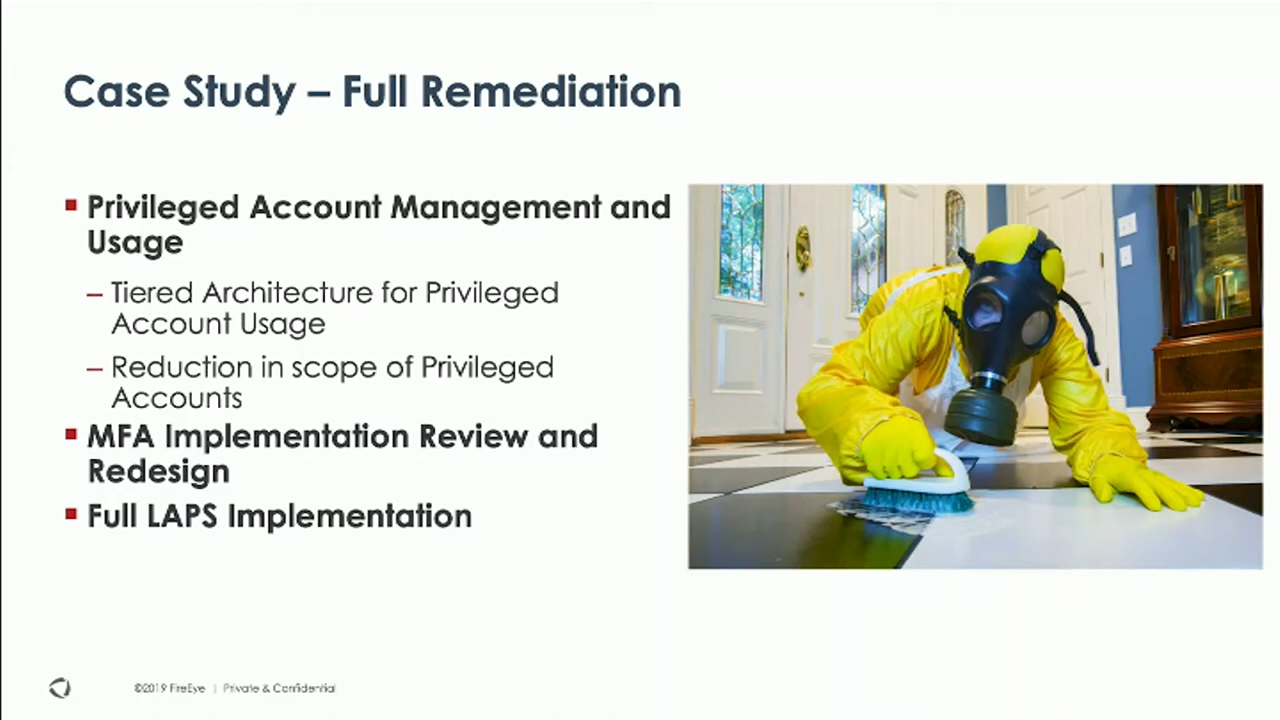 Case Study – Full Remediation
▪ Privileged Account Management and
Usage
– Tiered Architecture for Privileged
Account Usage
– Reduction in scope of Privileged
Accounts
▪ MFA Implementation Review and
Redesign
▪ Full LAPS Implementation
©2019 FireEye | Private & Confidential